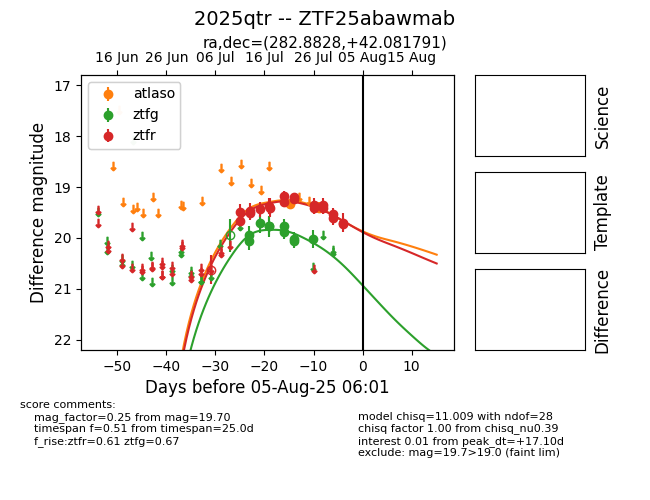 2025qtr -- ZTF25abawmab
ra,dec=(282.8828,+42.081791)
16 Jun 26 Jun 06 Jul 16 Jul 26 Jul 05 Aug 15 Aug
17
18
19
20
21
22
Difference magnitude
atlaso
ztfg
ztfr
−50 −40 −30 −20 −10 0 10
Days before 05-Aug-25 06:01
Science
Template
Difference
score comments:
mag_factor=0.25 from mag=19.70
timespan f=0.51 from timespan=25.0d
f_rise:ztfr=0.61 ztfg=0.67
model chisq=11.009 with ndof=28
chisq factor 1.00 from chisq_nu0.39
interest 0.01 from peak_dt=+17.10d
exclude: mag=19.7>19.0 (faint lim)